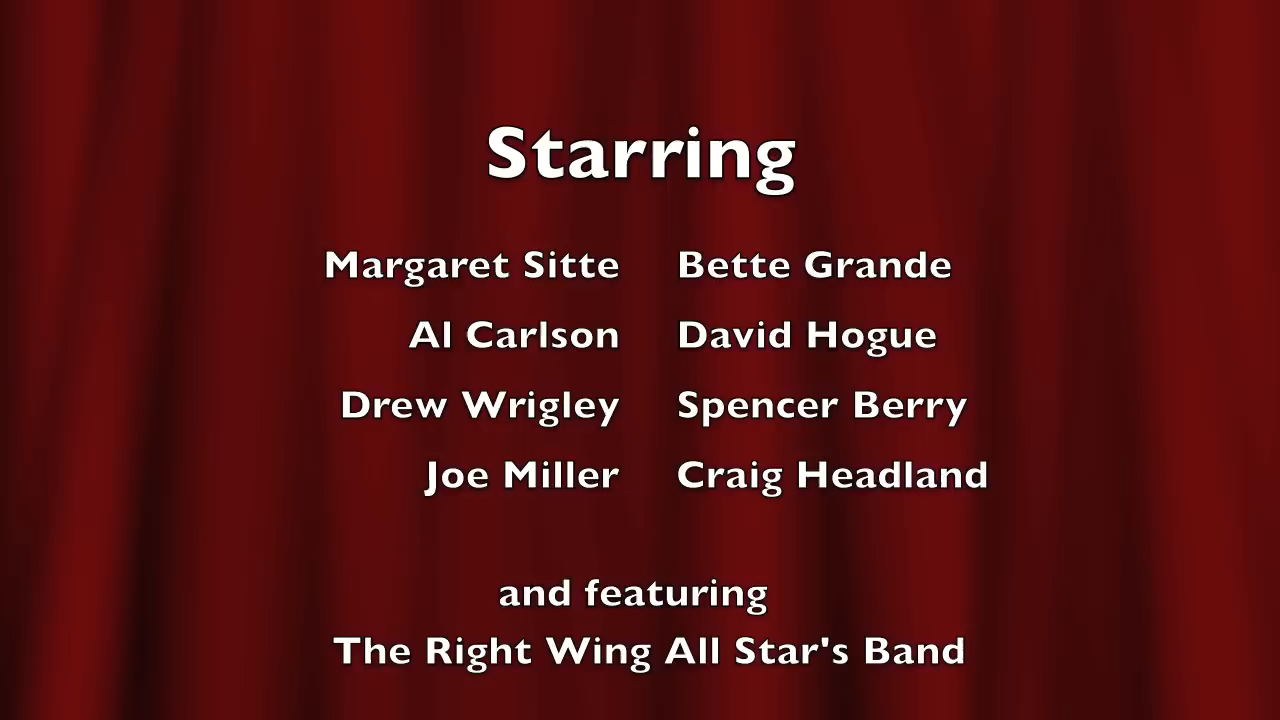 Starring
Margaret Sitte Bette Grande
Al Carlson David Hogue
Drew Wrigley Spencer Berry
Joe Miller Craig Headland
and featuring
The Right Wing All Star's Band